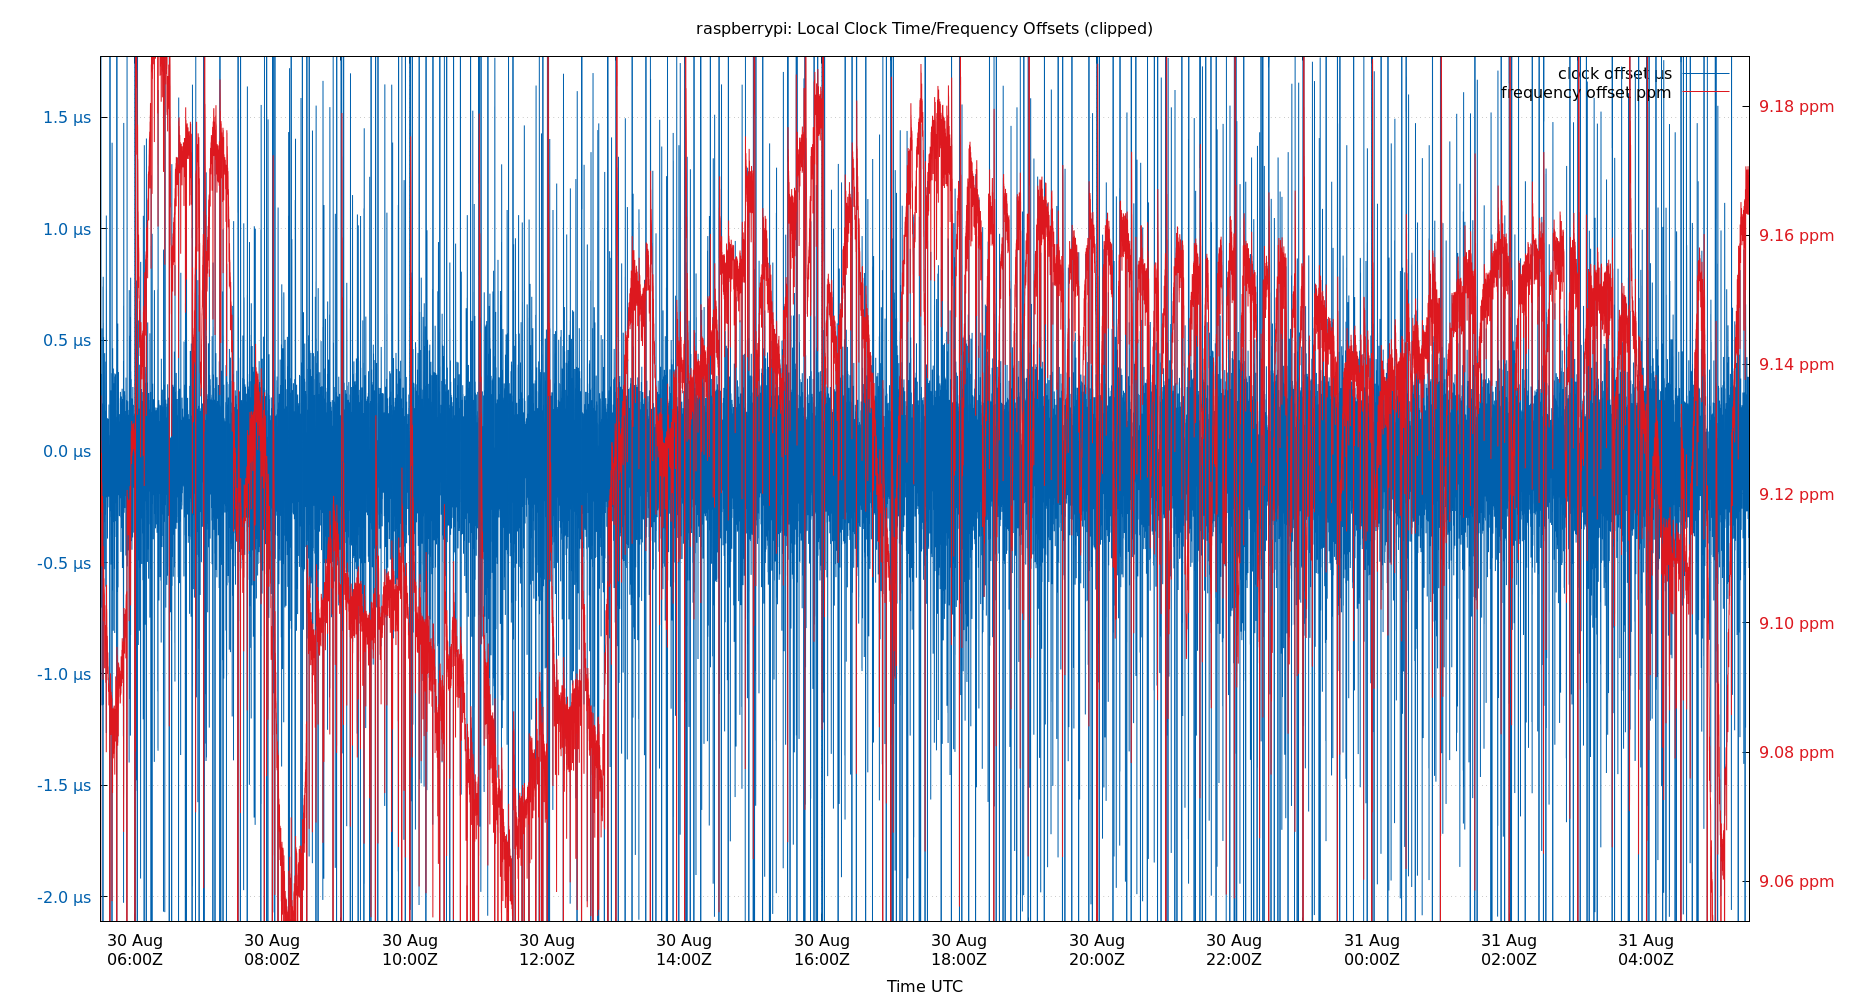 raspberrypi: Local Clock Time/Frequency Offsets (clipped)
clock offset us
frequency offset ppm
1.5 µs
1.0 µs
0.5 µs
0.0 µs
-0.5 µs
-1.0 µs
-1.5 µs
-2.0 µs
9.18 ppm
9.16 ppm
9.14 ppm
9.12 ppm
9.10 ppm
9.08 ppm
9.06 ppm
30 Aug 30 Aug 30 Aug 30 Aug 30 Aug 30 Aug 30 Aug 30 Aug 30 Aug 31 Aug 31 Aug 31 Aug
06:00Z 08:00Z 10:00Z 12:00Z 14:00Z 16:00Z 18:00Z 20:00Z 22:00Z 00:00Z 02:00Z 04:00Z
Time UTC